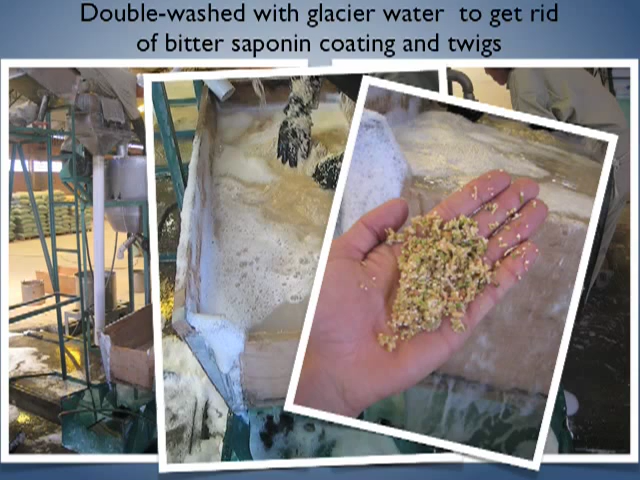 Double-washed with glacier water to get rid
of bitter saponin coating and twigs